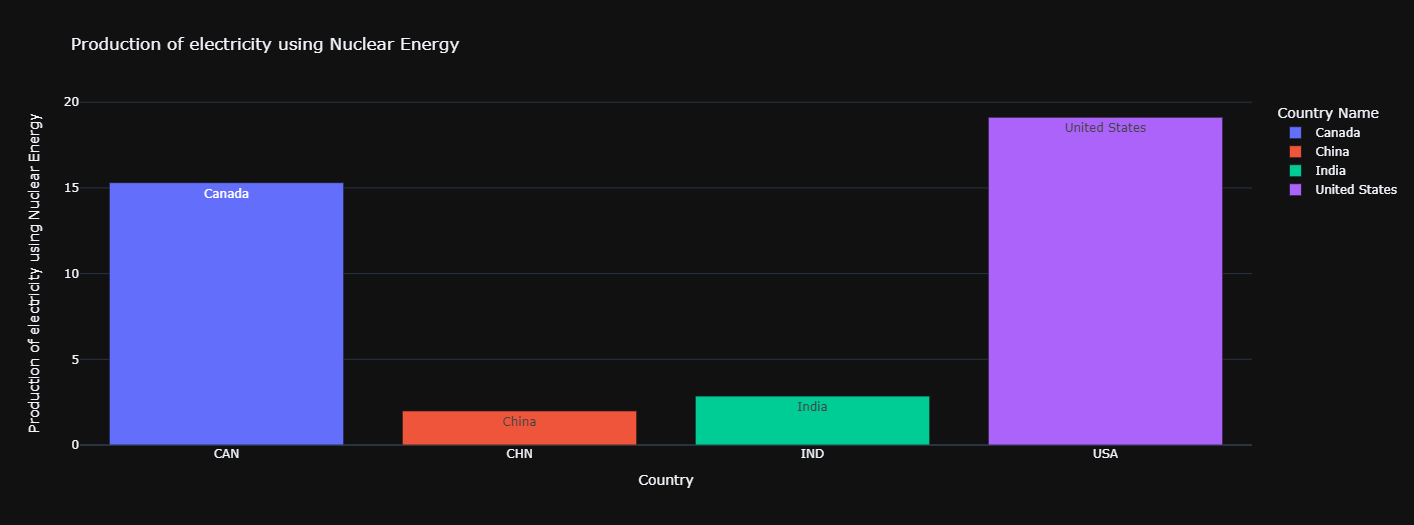 Production of electricity using Nuclear Energy
Production of electricity using Nuclear Energy
20
15
10
5
0
Canada
China
India
United States
CAN
CHN
IND
USA
Country
Country Name
Canada
China
India
United States